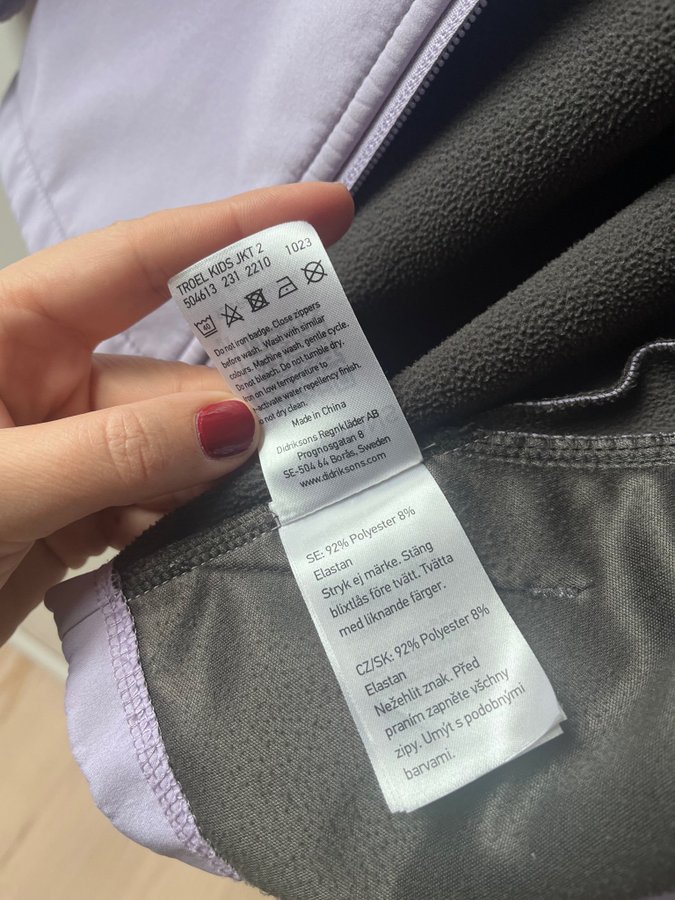 TROEL KIDS JKT 2
504613 231 2210 1023
40
Do not iron badge. Close zippers
before wash. Wash with similar
colours. Machine wash, gentle cycle.
Do not bleach. Do not tumble dry.
on low temperature to
-activate water repellency finish.
not dry clean.
Made in China
Didriksons Regnkläder AB
Prognosgatan 8
SE-504 64 Borås, Sweden
www.didriksons.com
SE: 92% Polyester 8%
Elastan
Stryk ej märke. Stäng
blixtlås före tvätt. Tvätta
med liknande färger.
CZ/SK: 92% Polyester 8%
Elastan
Nežehlit znak. Před
praním zapněte všechny
zipy. Umýt s podobnými
barvami.